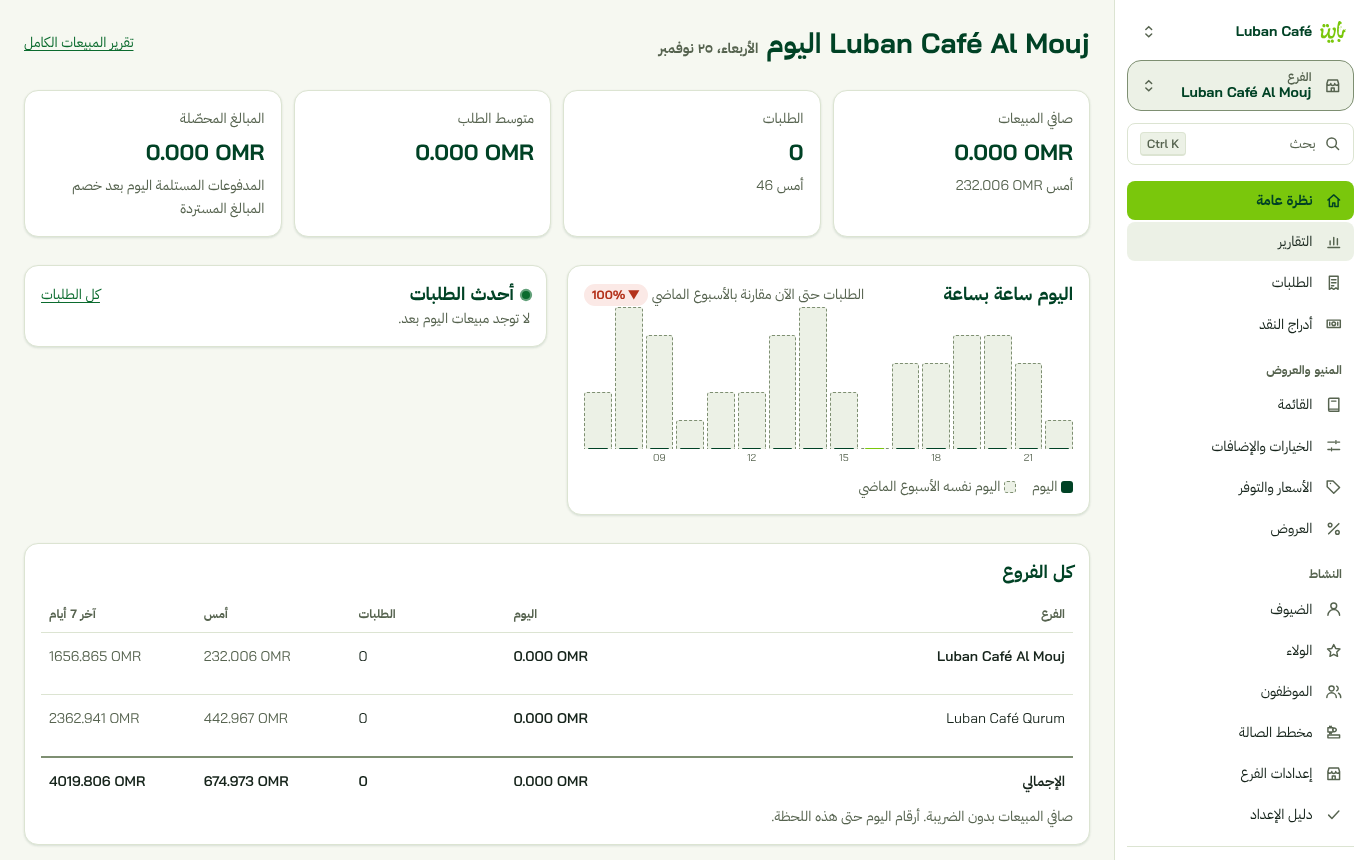 Luban Café
الفرع
Luban Café Al Mouj
بحث
Ctrl K
نظرة عامة
التقارير
الطلبات
أدراج النقد
المنيو والعروض
القائمة
الخيارات والإضافات
الأسعار والتوفر
العروض
النشاط
الضيوف
الولاء
الموظفون
مخطط الصالة
إعدادات الفرع
دليل الإعداد
Luban Café Al Mouj اليوم الأربعاء، ٢٥ نوفمبر
تقرير المبيعات الكامل
صافي المبيعات
0.000 OMR
أمس 232.006 OMR
الطلبات
0
أمس 46
متوسط الطلب
0.000 OMR
المبالغ المحصّلة
0.000 OMR
المدفوعات المستلمة اليوم بعد خصم
المبالغ المستردة
اليوم ساعة بساعة
الطلبات حتى الآن مقارنة بالأسبوع الماضي ▼ 100%
09 12 15 18 21
اليوم
اليوم نفسه الأسبوع الماضي
أحدث الطلبات
كل الطلبات
لا توجد مبيعات اليوم بعد.
كل الفروع
الفرع اليوم الطلبات أمس آخر 7 أيام
Luban Café Al Mouj 0.000 OMR 0 232.006 OMR 1656.865 OMR
Luban Café Qurum 0.000 OMR 0 442.967 OMR 2362.941 OMR
الإجمالي 0.000 OMR 0 674.973 OMR 4019.806 OMR
صافي المبيعات بدون الضريبة. أرقام اليوم حتى هذه اللحظة.